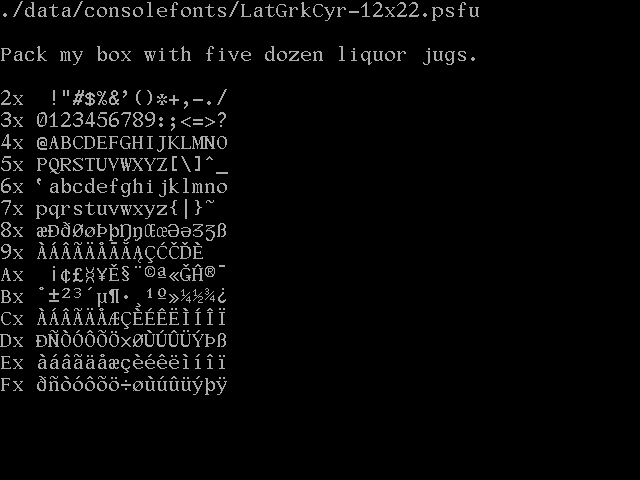 ./data/consolefonts/LatGrkCyr-12x22.psfu
Pack my box with five dozen liquor jugs.
2x  !"#$%&'()*+,-./
3x 0123456789:;<=>?
4x @ABCDEFGHIJKLMNO
5x PQRSTUVWXYZ[\]^_
6x ‛abcdefghijklmno
7x pqrstuvwxyz{|}~
8x æĐðØøÞþŊŋŒœƏəƷʒß
9x ÀÁÂÃÄÅĀĂǍĄÇĆČĎÈ
Ax  ¡¢£¤¥Ě§¨©ª«ĞĤ®¯
Bx °±²³´µ¶·¸¹º»¼½¾¿
Cx ÀÁÂÃÄÅÆÇÈÉÊËÌÍÎÏ
Dx ÐÑÒÓÔÕÖ×ØÙÚÛÜÝÞß
Ex àáâãäåæçèéêëìíîï
Fx ðñòóôõö÷øùúûüýþÿ